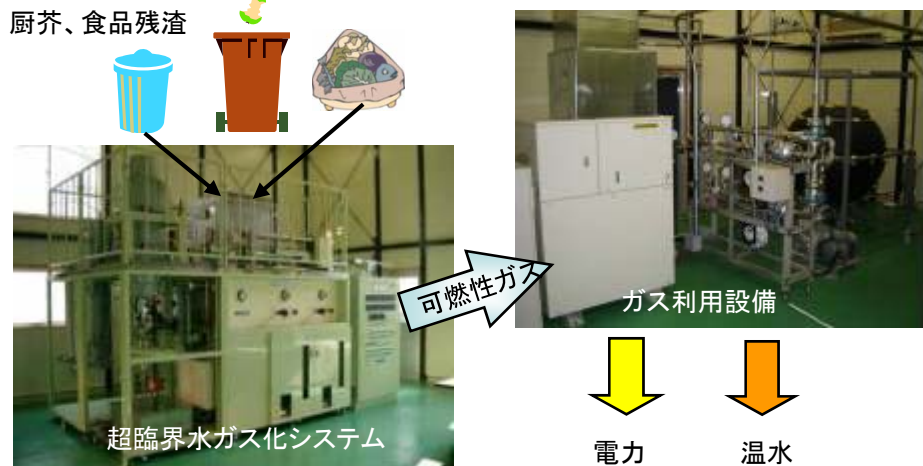 厨芥、食品残渣
可燃性ガス
ガス利用設備
超臨界水ガス化システム
電力
温水